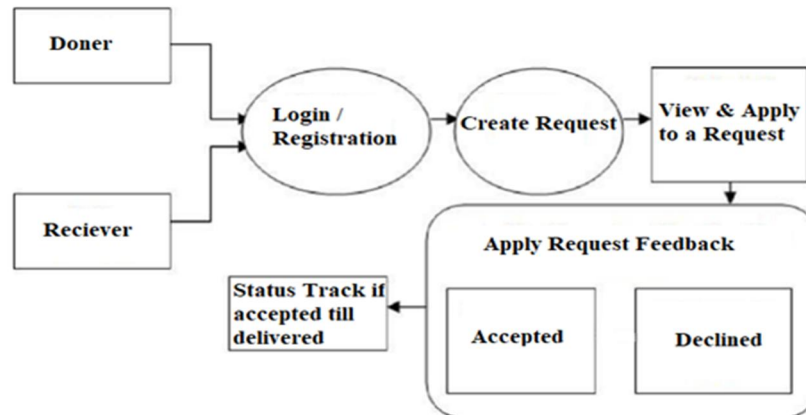 Doner
Login /
Registration
Create Request
View & Apply
to a Request
Reciever
Apply Request Feedback
Status Track if
accepted till
delivered
Accepted
Declined